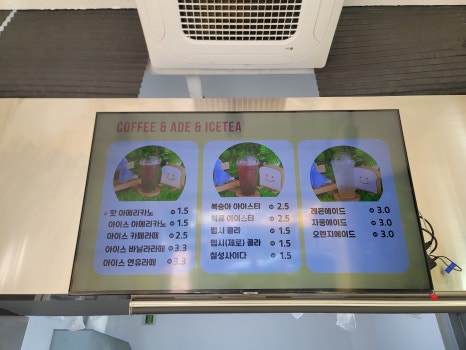 COFFEE & ADE & ICETEA
핫 아메리카노 1.5
아이스 아메리카노 1.5
아이스 카페라떼 2.5
아이스 바닐라라떼 3.3
아이스 연유라떼 3.3
복숭아 아이스티 2.5
아이스티 2.5
펩시 콜라 1.5
펩시(제로) 콜라 1.5
칠성사이다 1.5
레몬에이드 3.0
자몽에이드 3.0
오렌지에이드 3.0